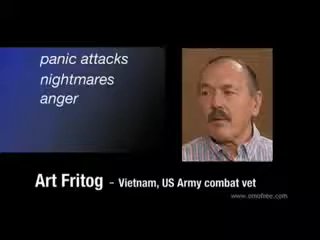 panic attacks
nightmares
anger
Art Fritog - Vietnam, US Army combat vet
www.emofree.com